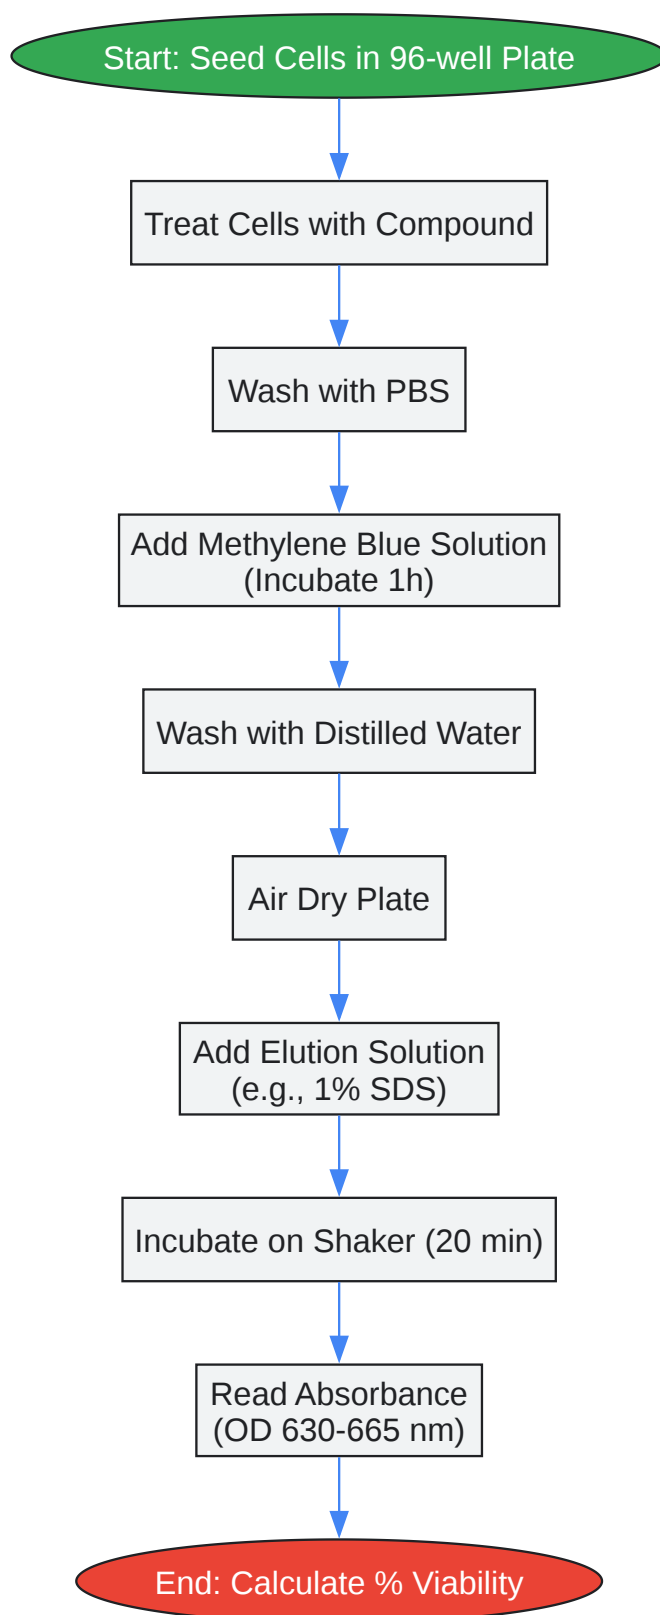 Start: Seed Cells in 96-well Plate
Treat Cells with Compound
Wash with PBS
Add Methylene Blue Solution
(Incubate 1h)
Wash with Distilled Water
Air Dry Plate
Add Elution Solution
(e.g., 1% SDS)
Incubate on Shaker (20 min)
Read Absorbance
(OD 630-665 nm)
End: Calculate % Viability